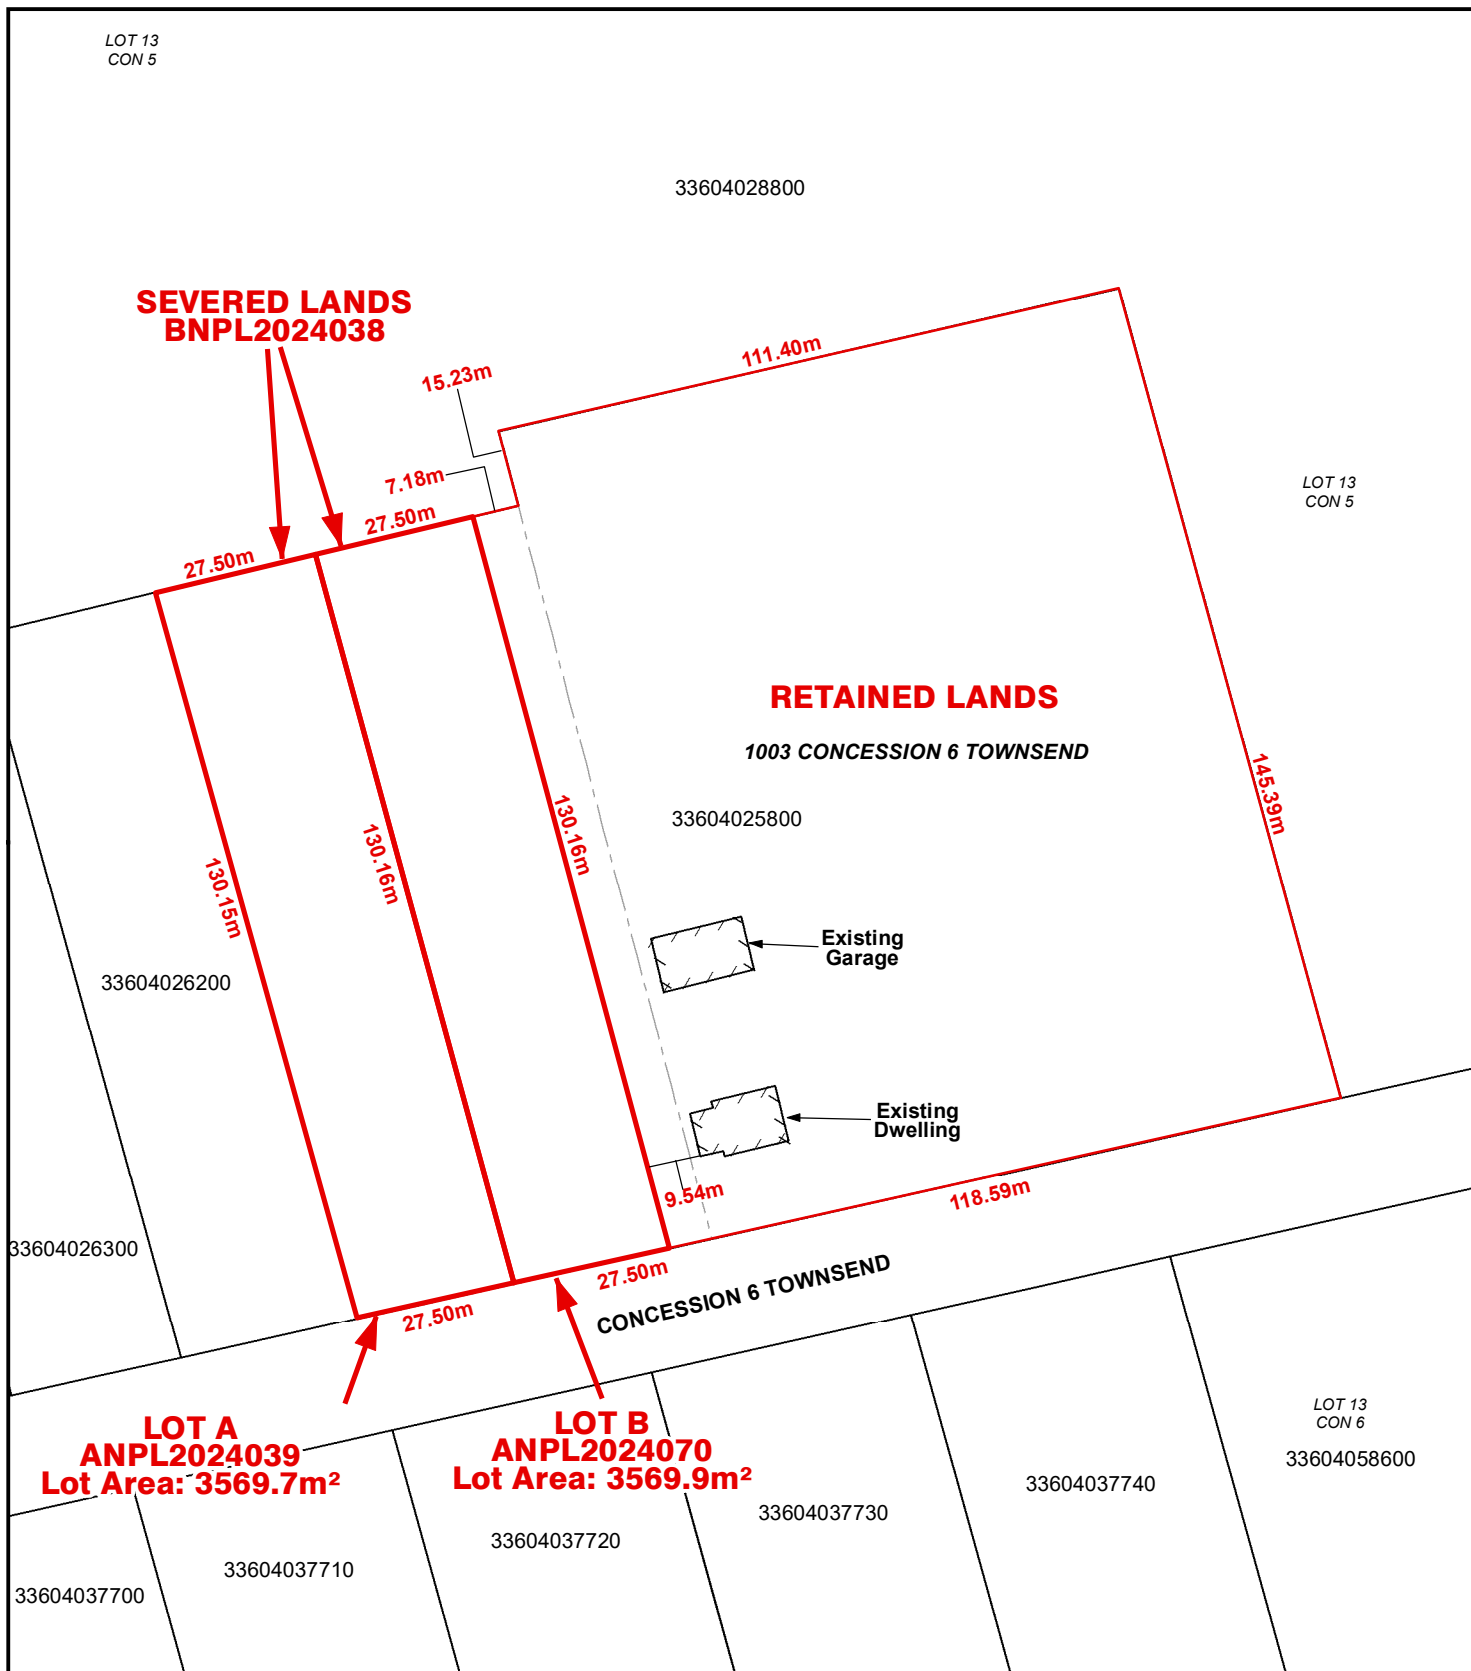 LOT 13
CON 5
33604028800
SEVERED LANDS
BNPL2024038
111.40m
15.23m
7.18m
27.50m
27.50m
LOT 13
CON 5
RETAINED LANDS
1003 CONCESSION 6 TOWNSEND
33604025800
145.39m
130.16m
130.16m
130.15m
Existing
Garage
33604026200
Existing
Dwelling
9.54m
118.59m
33604026300
27.50m
27.50m
CONCESSION 6 TOWNSEND
LOT A
ANPL2024039
Lot Area: 3569.7m²
LOT B
ANPL2024070
Lot Area: 3569.9m²
LOT 13
CON 6
33604058600
33604037740
33604037730
33604037720
33604037710
33604037700